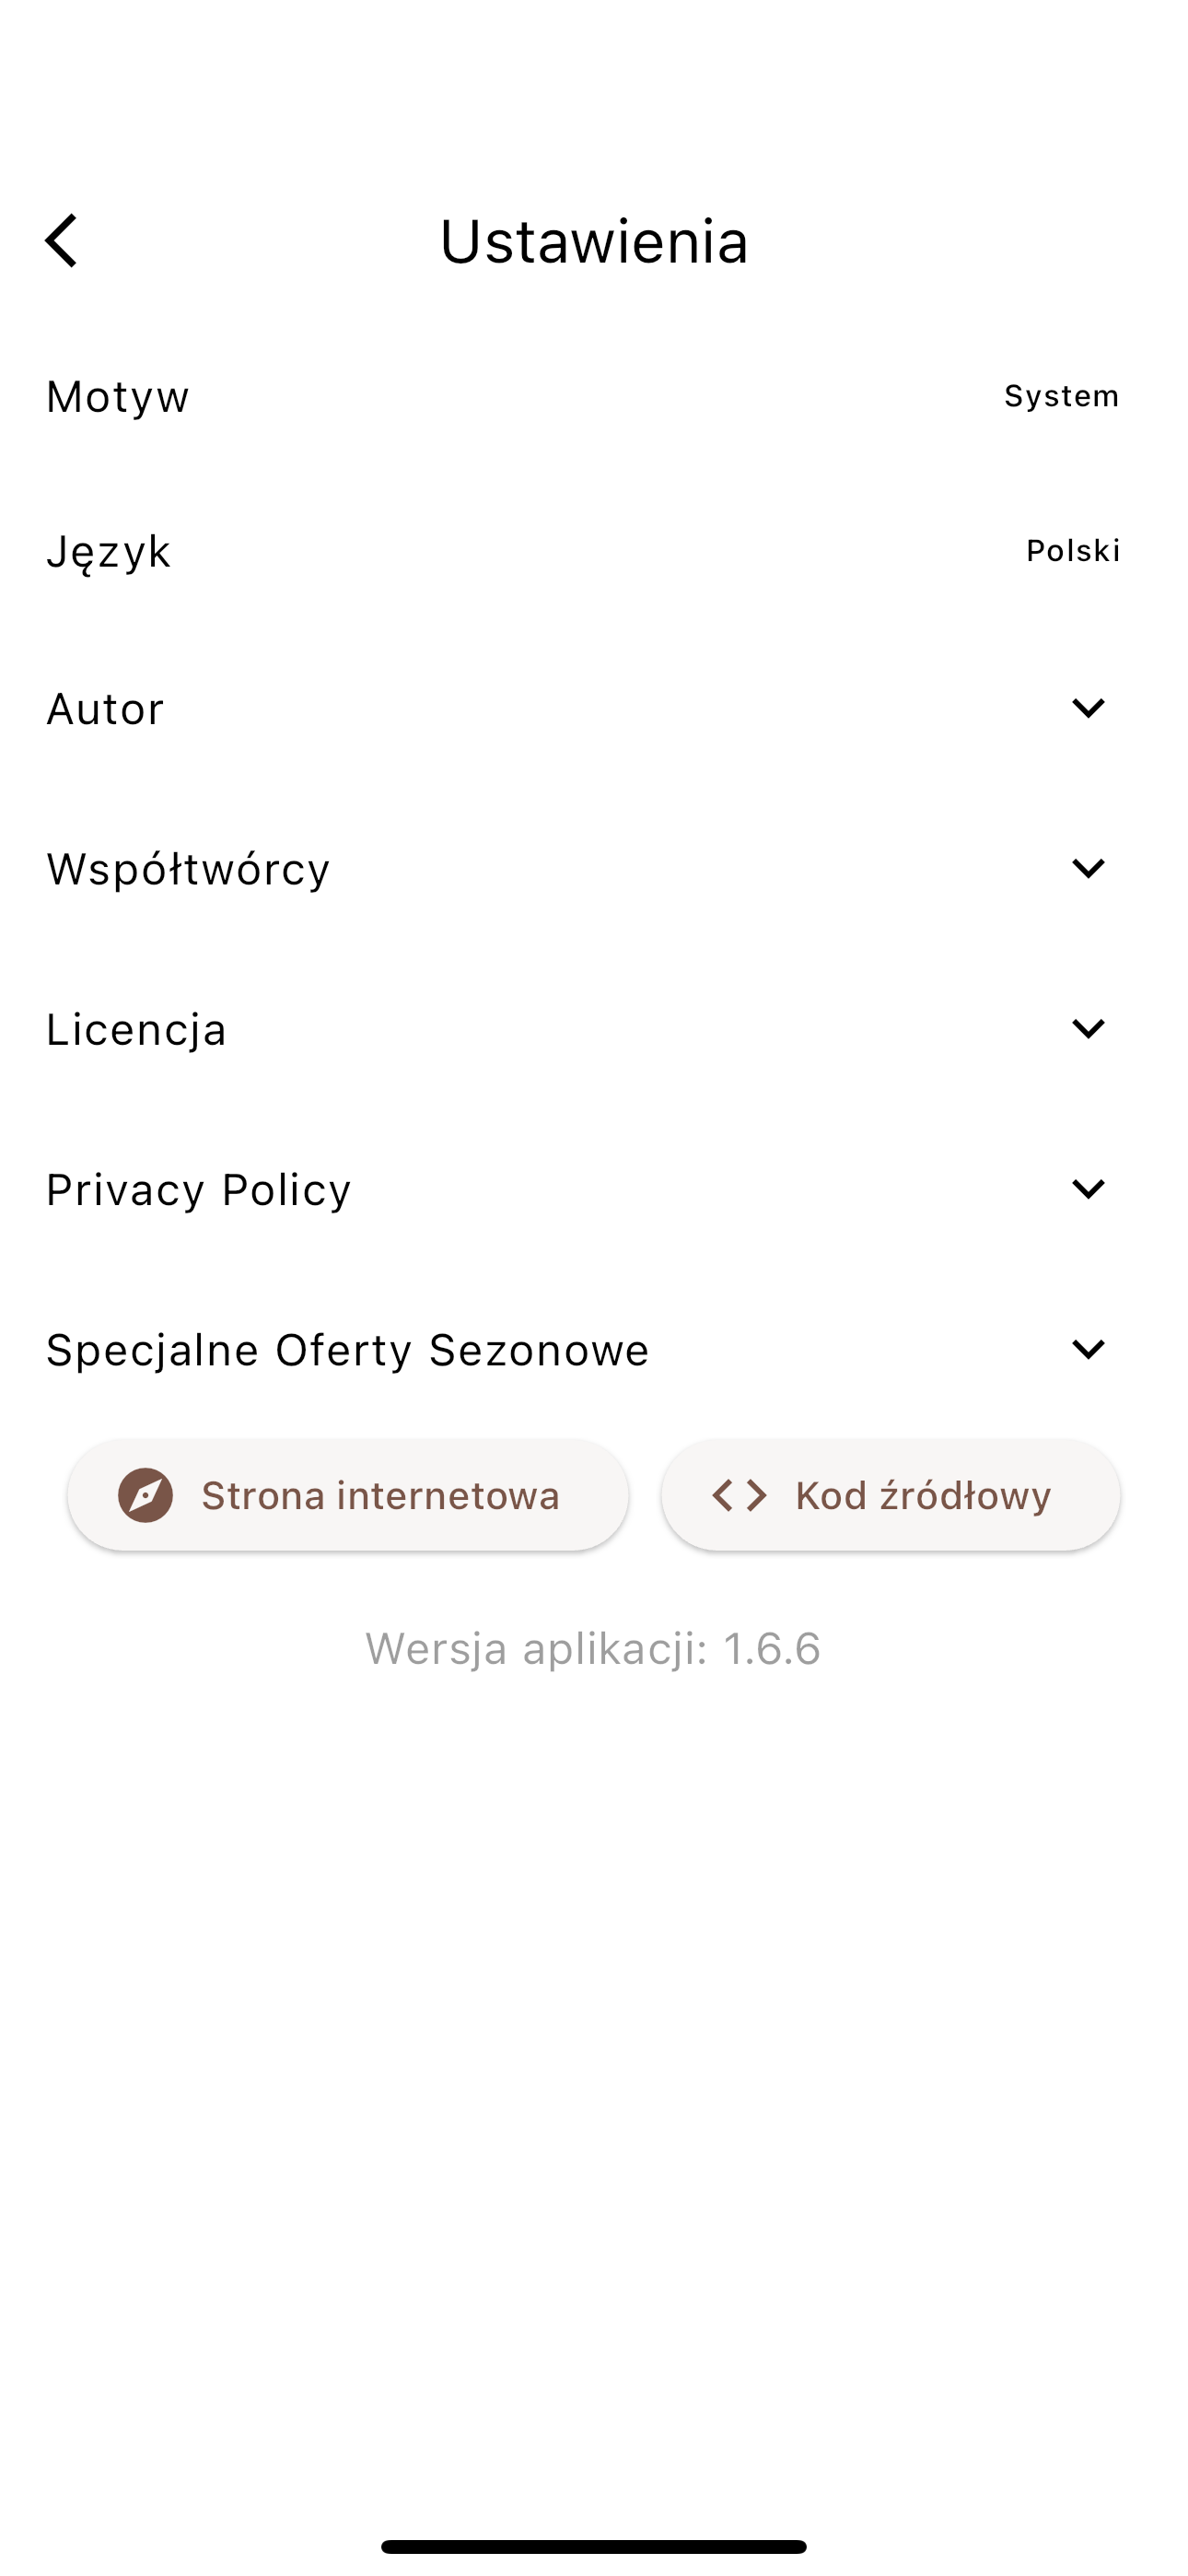 Ustawienia
Motyw System
Język Polski
Autor
Współtwórcy
Licencja
Privacy Policy
Specjalne Oferty Sezonowe
Strona internetowa Kod źródłowy
Wersja aplikacji: 1.6.6